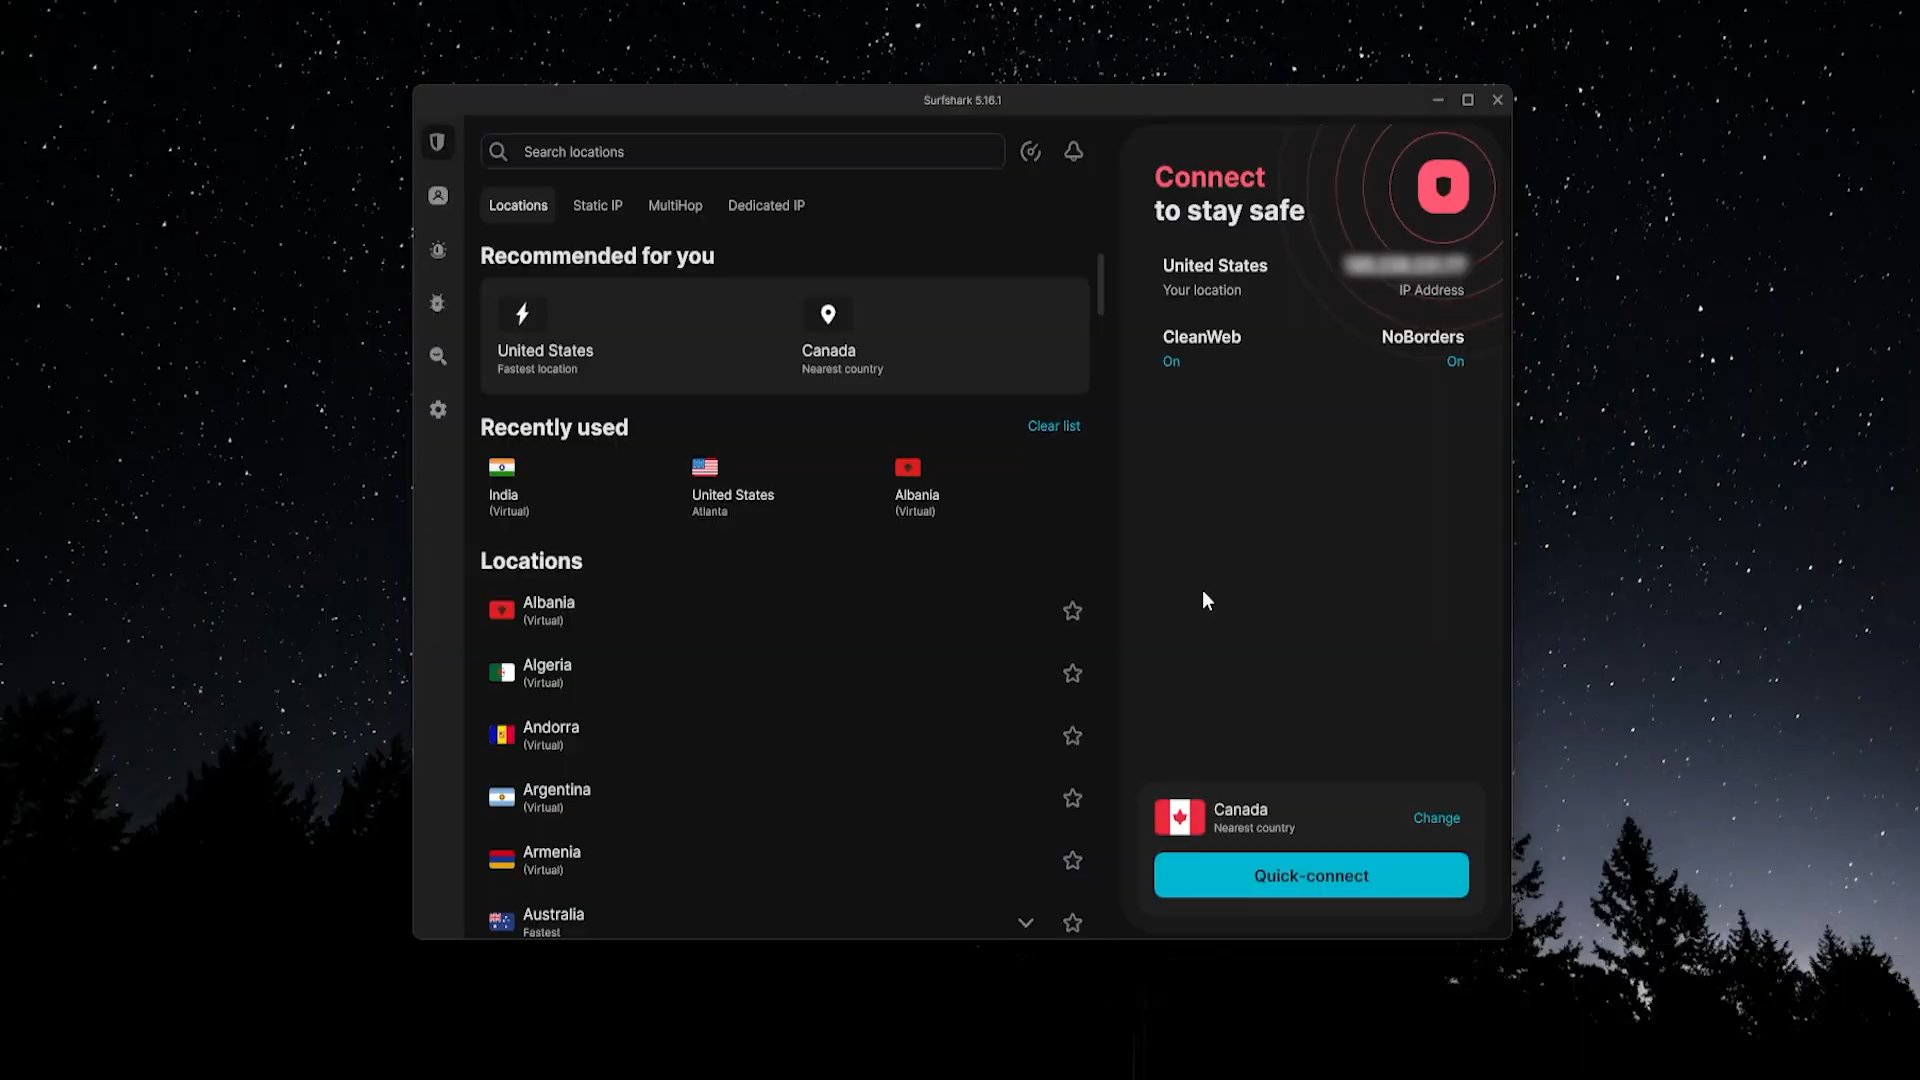 Surfshark 5.16.1
Search locations
Locations
Static IP
MultiHop
Dedicated IP
Recommended for you
United States
Fastest location
Canada
Nearest country
Recently used
Clear list
India
(Virtual)
United States
Atlanta
Albania
(Virtual)
Locations
Albania
(Virtual)
Algeria
(Virtual)
Andorra
(Virtual)
Argentina
(Virtual)
Armenia
(Virtual)
Australia
Fastest
Connect
to stay safe
United States
Your location
IP Address
CleanWeb
On
NoBorders
On
Canada
Nearest country
Change
Quick-connect